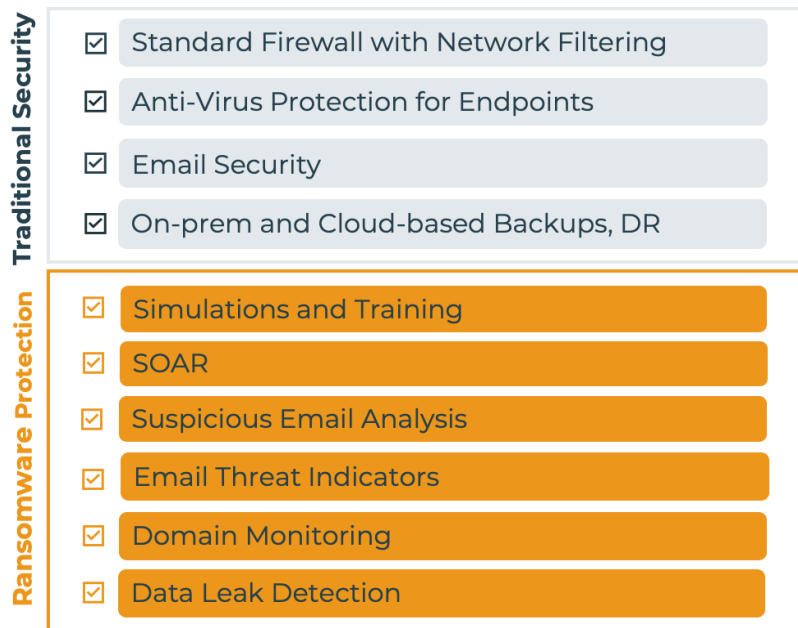 Traditional Security
Standard Firewall with Network Filtering
Anti-Virus Protection for Endpoints
Email Security
On-prem and Cloud-based Backups, DR
Ransomware Protection
Simulations and Training
SOAR
Suspicious Email Analysis
Email Threat Indicators
Domain Monitoring
Data Leak Detection